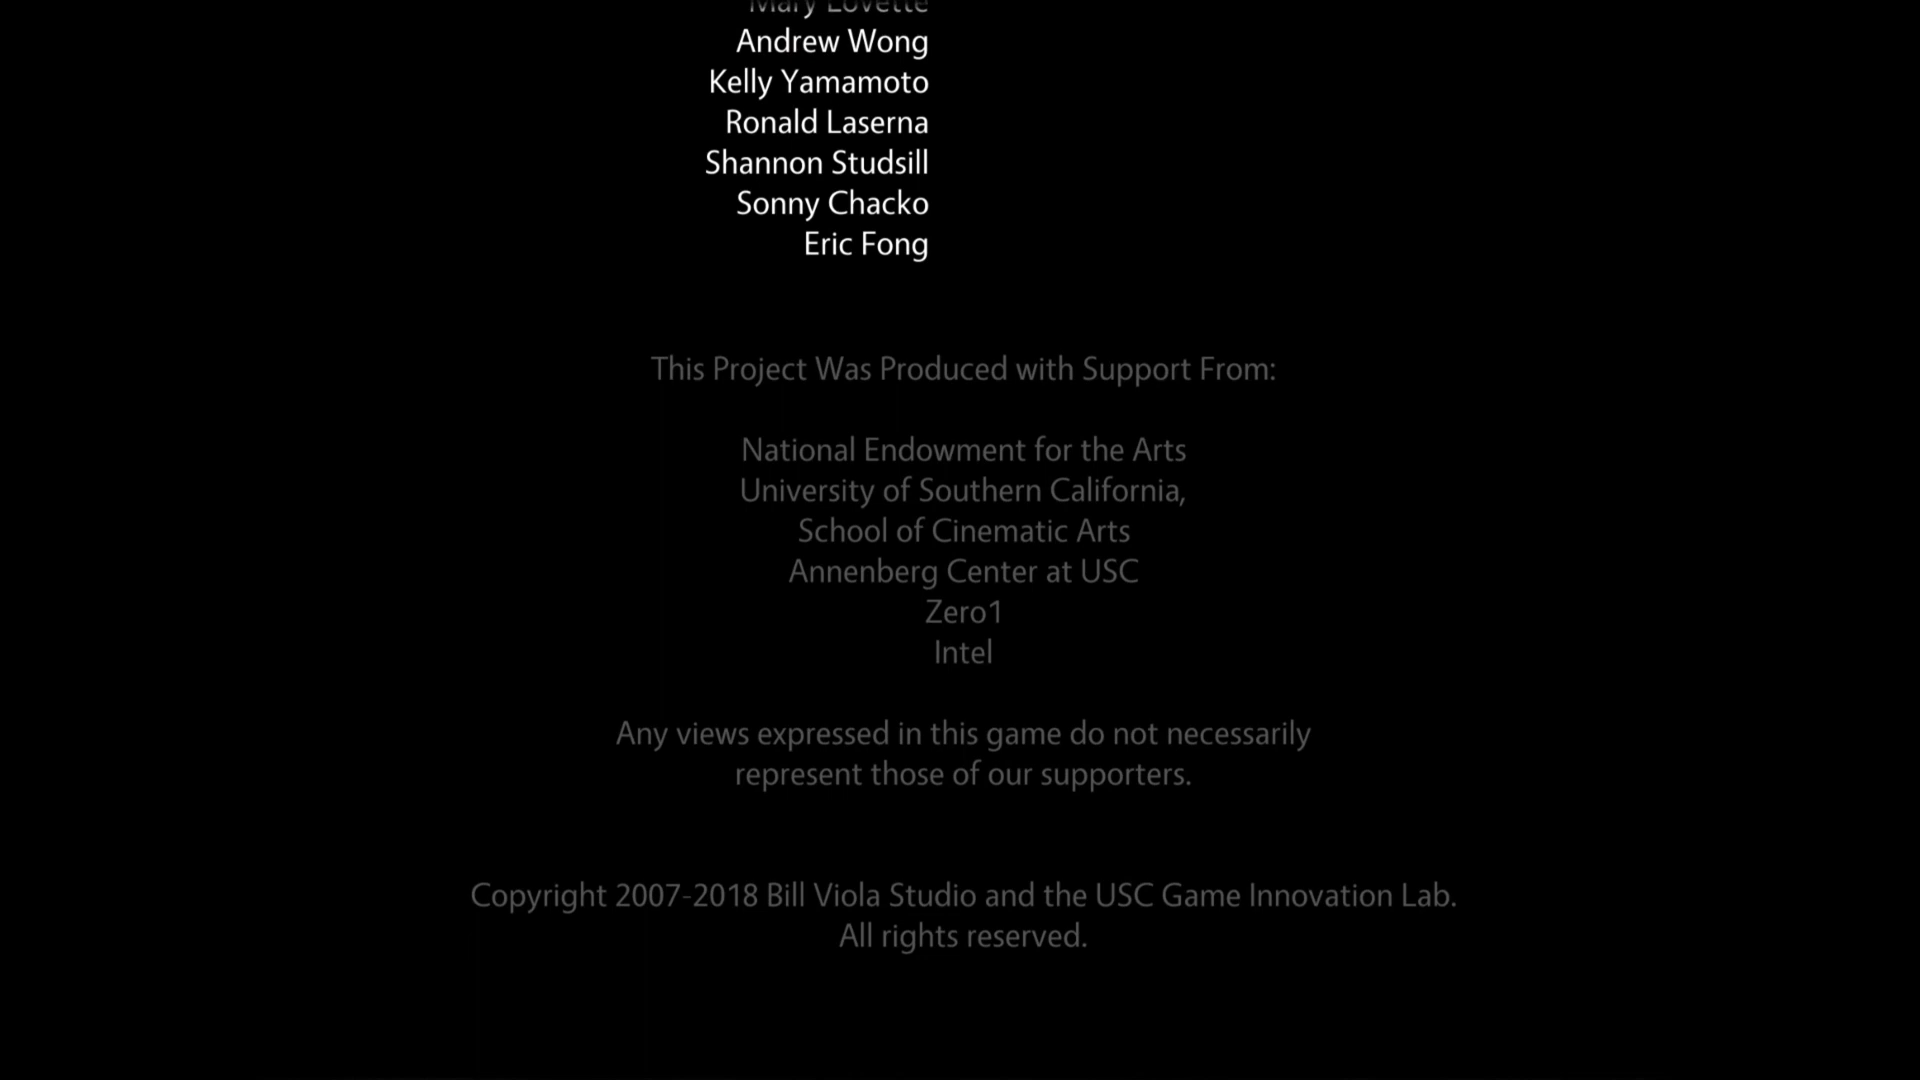 Mary Lovette
Andrew Wong
Kelly Yamamoto
Ronald Laserna
Shannon Studsill
Sonny Chacko
Eric Fong
This Project Was Produced with Support From:
National Endowment for the Arts
University of Southern California,
School of Cinematic Arts
Annenberg Center at USC
Zero1
Intel
Any views expressed in this game do not necessarily
represent those of our supporters.
Copyright 2007-2018 Bill Viola Studio and the USC Game Innovation Lab.
All rights reserved.